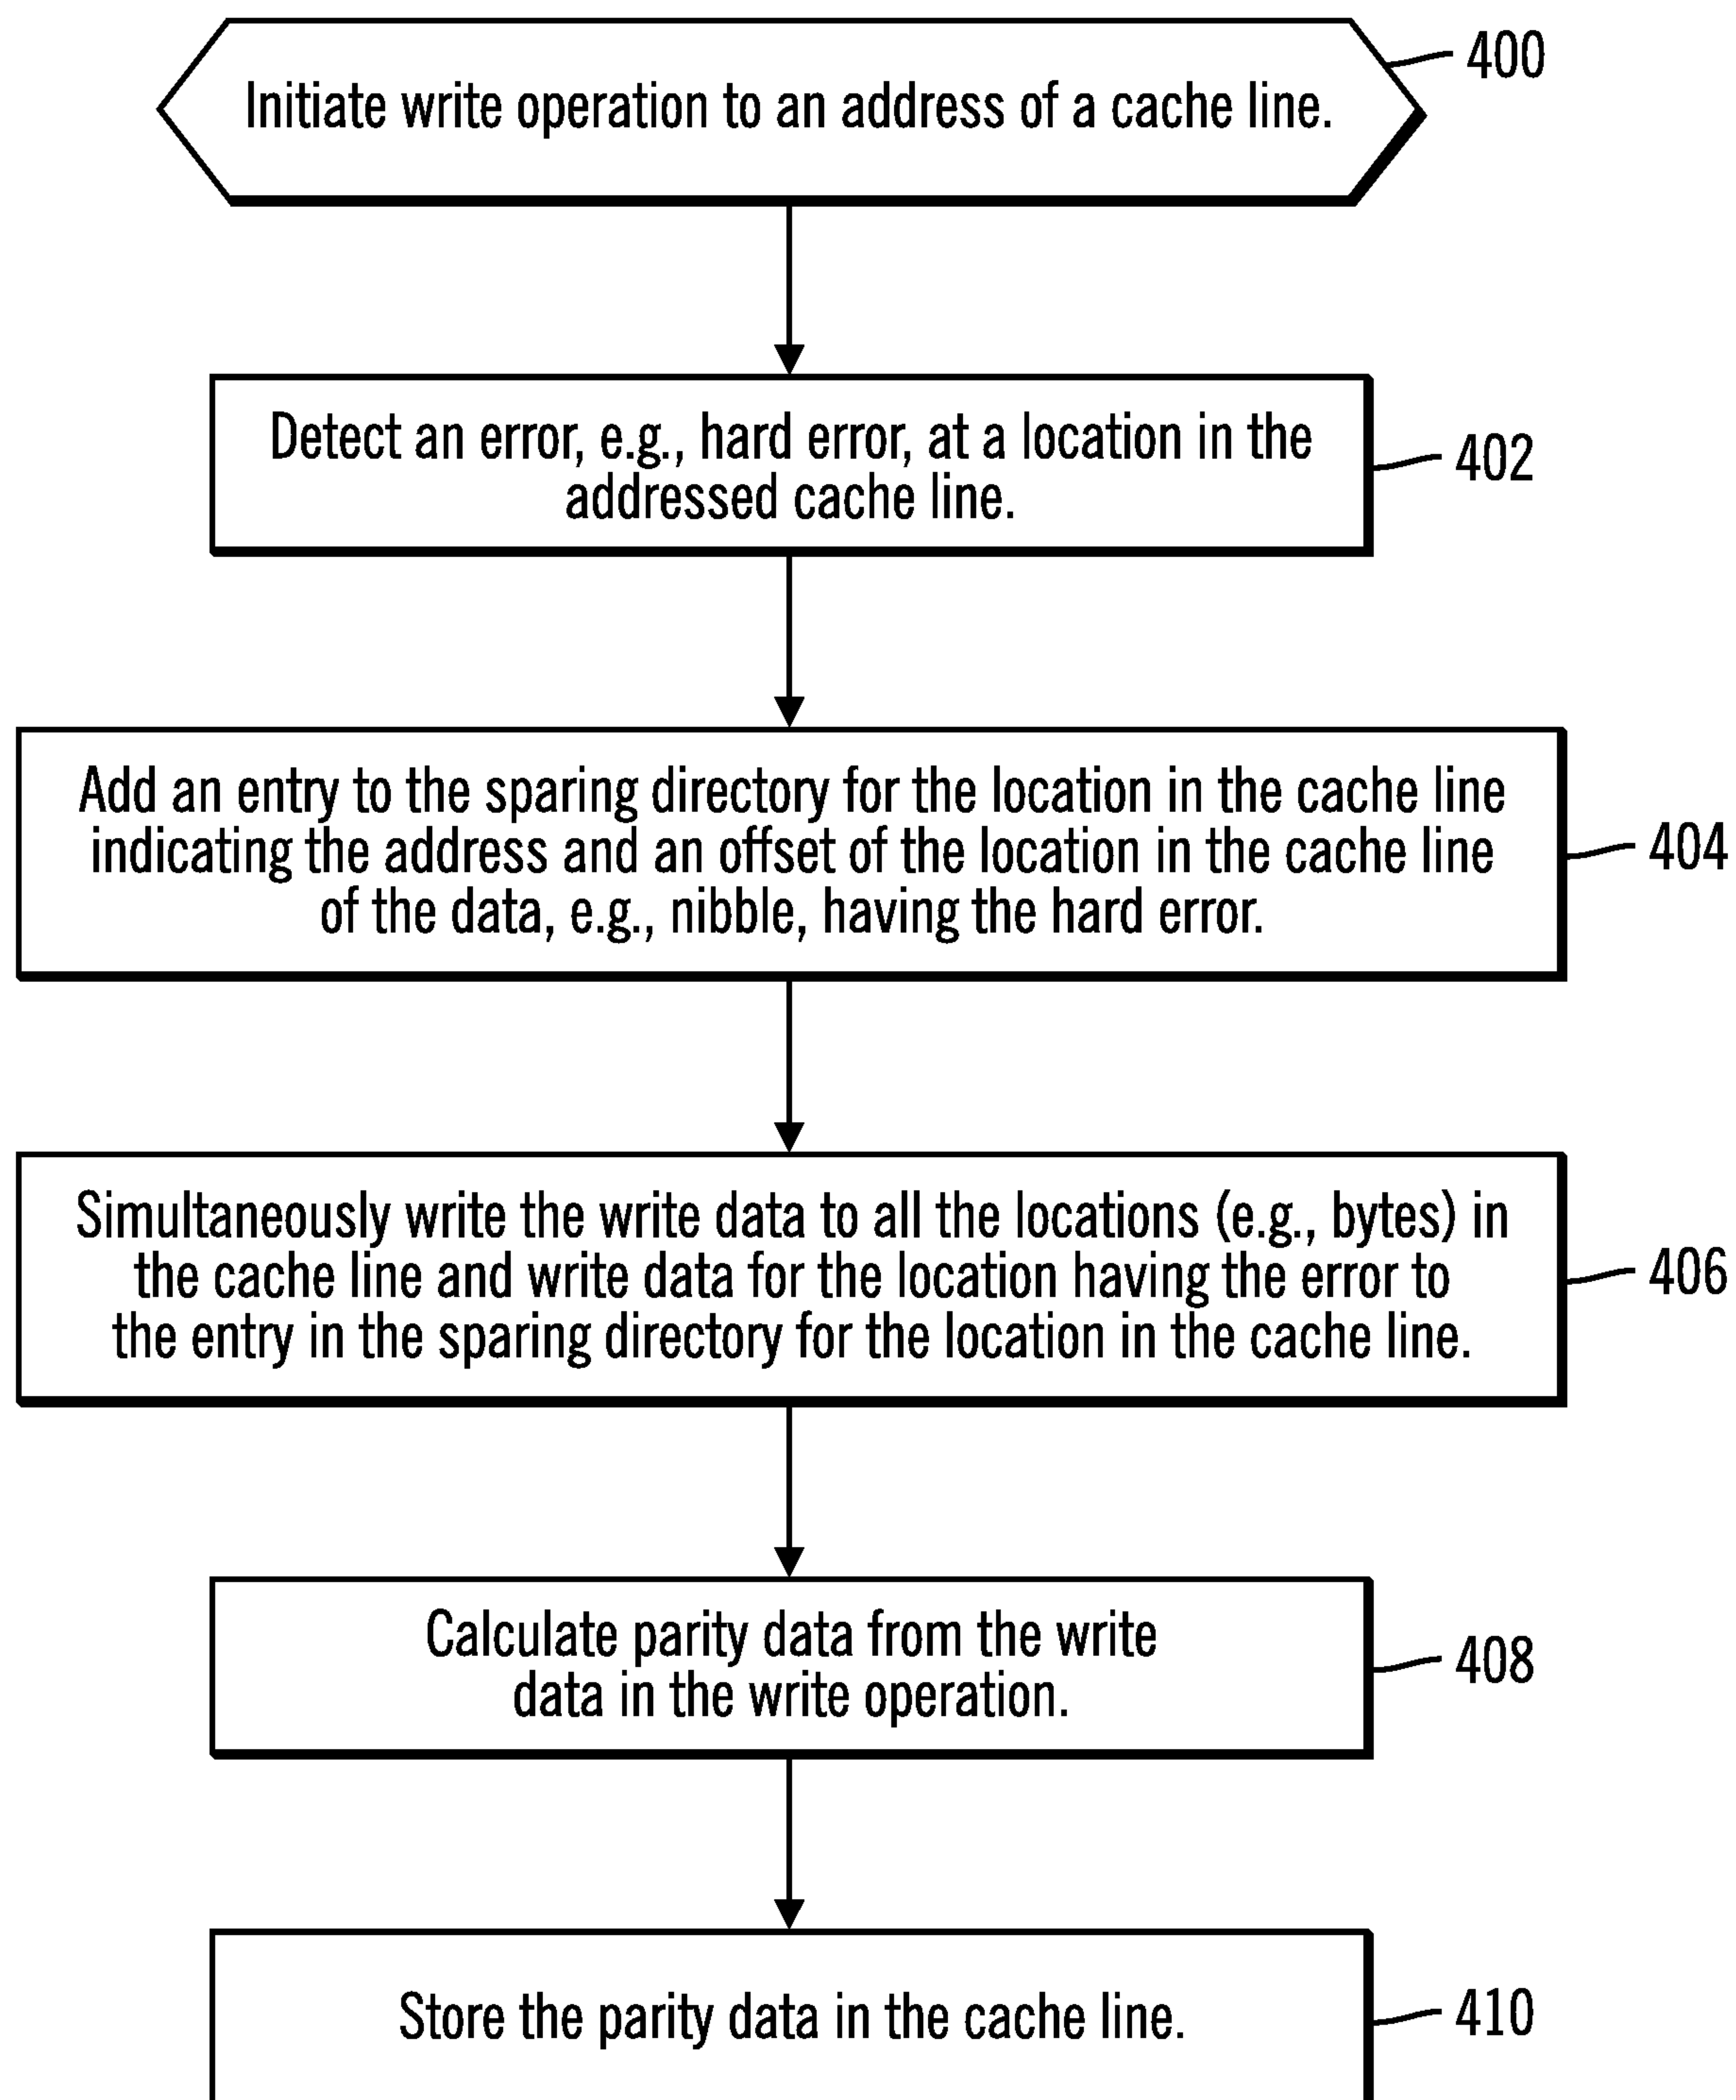 Initiate write operation to an address of a cache line.
400
Detect an error, e.g., hard error, at a location in the
addressed cache line.
402
Add an entry to the sparing directory for the location in the cache line
indicating the address and an offset of the location in the cache line
of the data, e.g., nibble, having the hard error.
404
Simultaneously write the write data to all the locations (e.g., bytes) in
the cache line and write data for the location having the error to
the entry in the sparing directory for the location in the cache line.
406
Calculate parity data from the write
data in the write operation.
408
Store the parity data in the cache line.
410